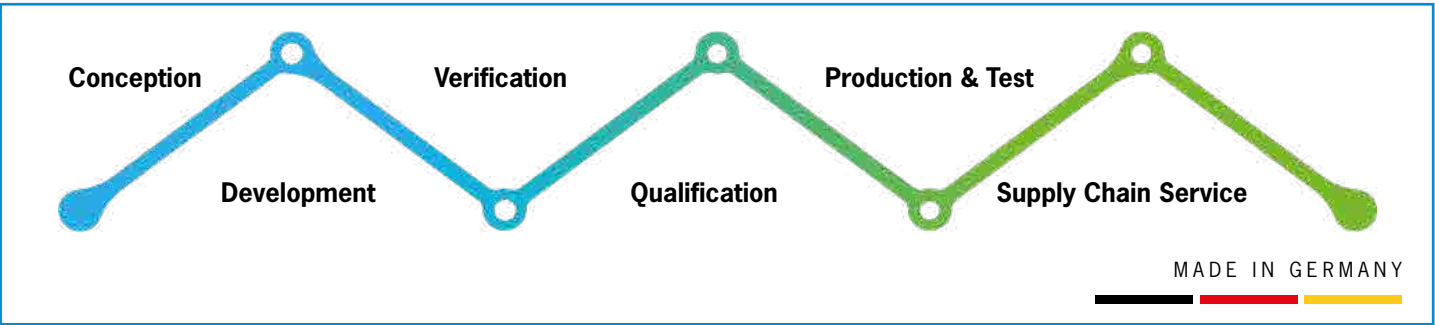 Conception
Verification
Production & Test
Development
Qualification
Supply Chain Service
MADE IN GERMANY